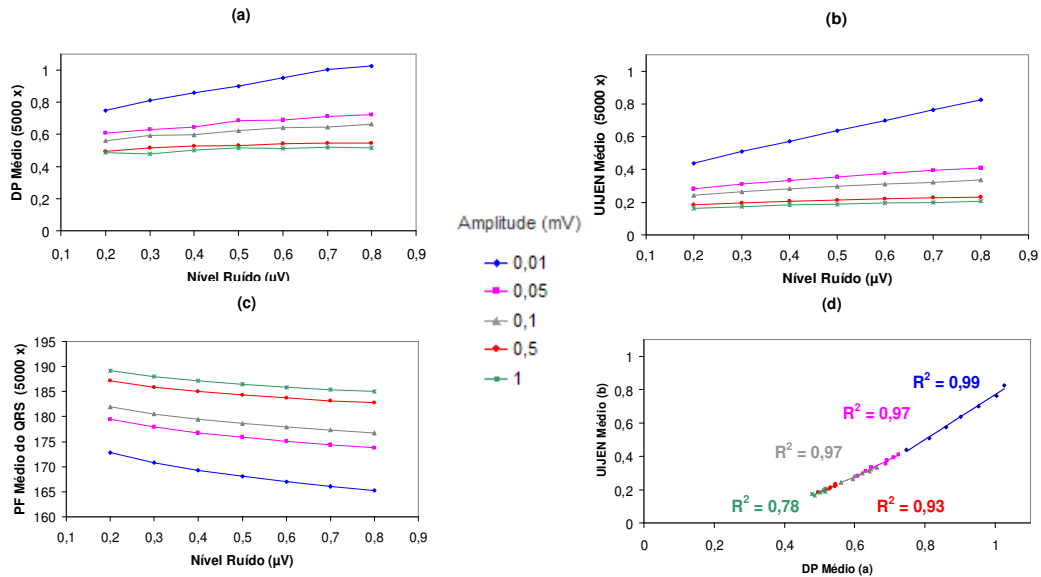 (a)
DP Médio (5000 x)
1
0,8
0,6
0,4
0,2
0
0,1 0,2 0,3 0,4 0,5 0,6 0,7 0,8 0,9
Nível Ruído (µV)
(b)
UIJEN Médio (5000 x)
1
0,8
0,6
0,4
0,2
0
0,1 0,2 0,3 0,4 0,5 0,6 0,7 0,8 0,9
Nível Ruído (µV)
Amplitude (mV)
0,01
0,05
0,1
0,5
1
(c)
PF Médio do QRS (5000 x)
195
190
185
180
175
170
165
160
0,1 0,2 0,3 0,4 0,5 0,6 0,7 0,8 0,9
Nível Ruído (µV)
(d)
UIJEN Médio (b)
1
0,8
0,6
0,4
0,2
0
R² = 0,99
R² = 0,97
R² = 0,97
R² = 0,78
R² = 0,93
0 0,2 0,4 0,6 0,8 1
DP Médio (a)